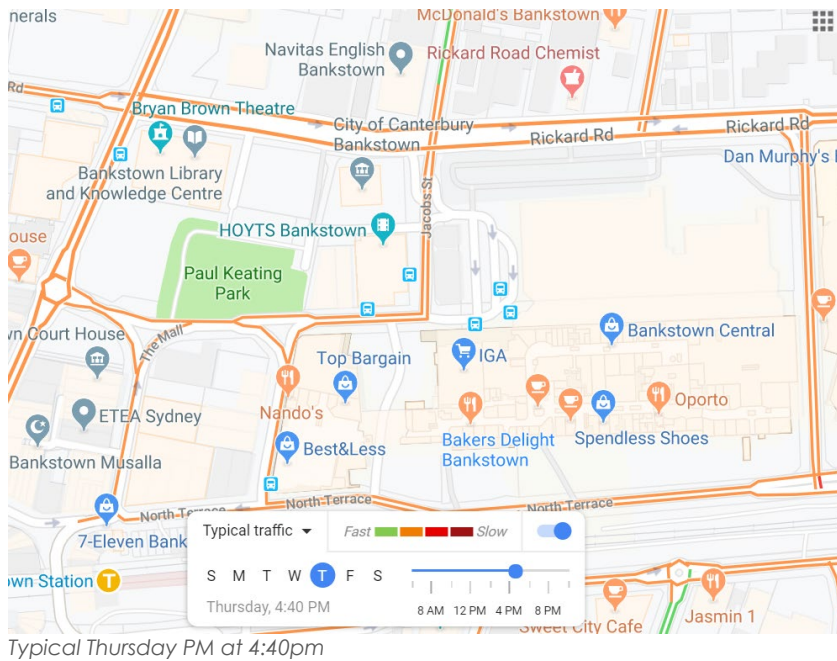 nerals
McDonald's Bankstown
Navitas English
Bankstown
Rickard Road Chemist
Rd
Bryan Brown Theatre
City of Canterbury
Bankstown
Rickard Rd
Rickard Rd
Bankstown Library
and Knowledge Centre
Dan Murphy's
Jacobs St
HOYTS Bankstown
ouse
Paul Keating
Park
wn Court House
The Mall
Top Bargain
IGA
Bankstown Central
ETEA Sydney
Nando's
Oporto
Bakers Delight
Bankstown
Spendless Shoes
Best&Less
Bankstown Musalla
North Terrace
North Terrace
North Terrace
7-Eleven Bank
Typical traffic
Fast
Slow
own Station
T
S M T W T F S
Thursday, 4:40 PM
8 AM 12 PM 4 PM 8 PM
Sweet City Cafe
Jasmin 1
Typical Thursday PM at 4:40pm